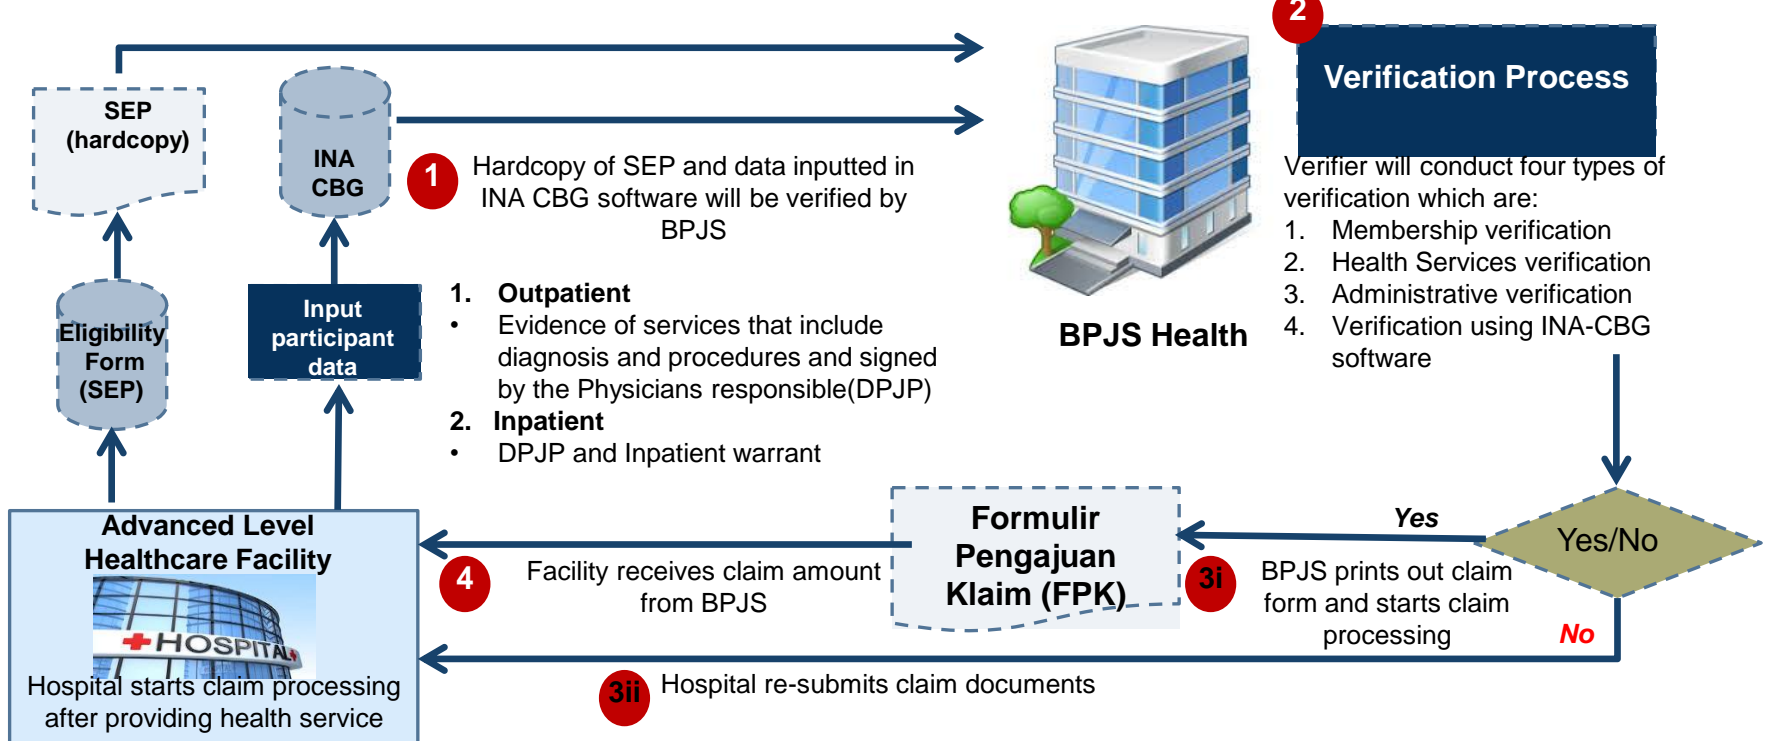 2
Verification Process
SEP
(hardcopy)
INA
CBG
1
Hardcopy of SEP and data inputted in
INA CBG software will be verified by
BPJS
Verifier will conduct four types of
verification which are:
1. Membership verification
2. Health Services verification
3. Administrative verification
4. Verification using INA-CBG
software
BPJS Health
Eligibility
Form
(SEP)
Input
participant
data
1. Outpatient
• Evidence of services that include
diagnosis and procedures and signed
by the Physicians responsible(DPJP)
2. Inpatient
• DPJP and Inpatient warrant
Advanced Level
Healthcare Facility
HOSPITAL
Hospital starts claim processing
after providing health service
4
Facility receives claim amount
from BPJS
Formulir
Pengajuan
Klaim (FPK)
Yes
3i
BPJS prints out claim
form and starts claim
processing
Yes/No
No
3ii
Hospital re-submits claim documents